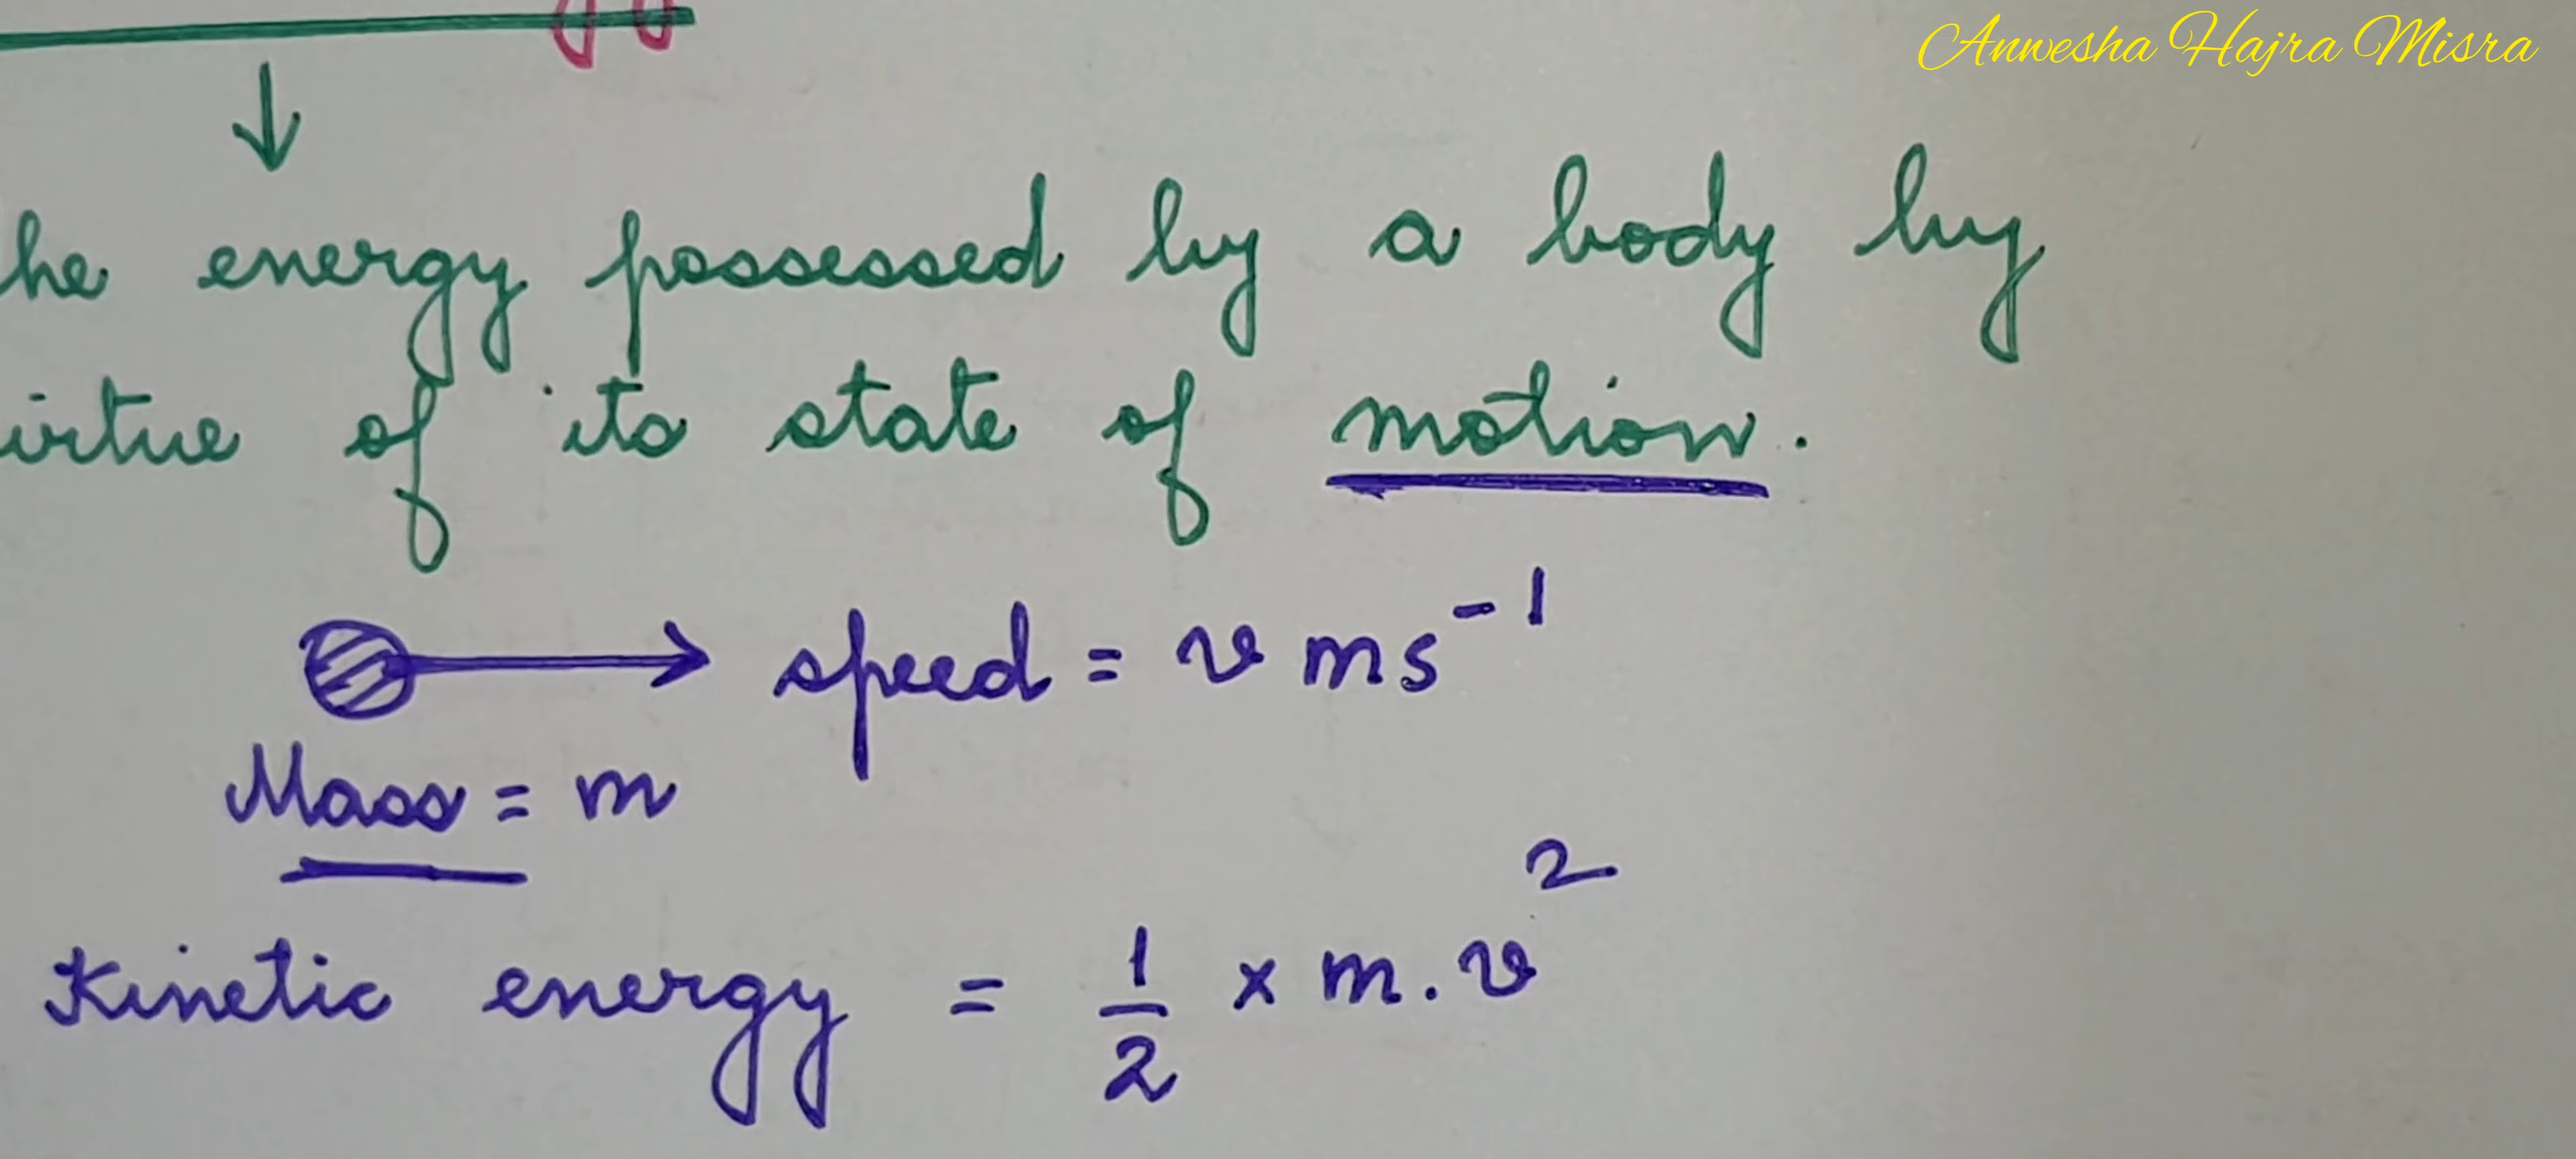 Anwesha Hajra Misra
he energy possessed by a body by
irtue of its state of motion.
speed = v ms⁻¹
Mass = m
Kinetic energy = 1/2 × m.v²